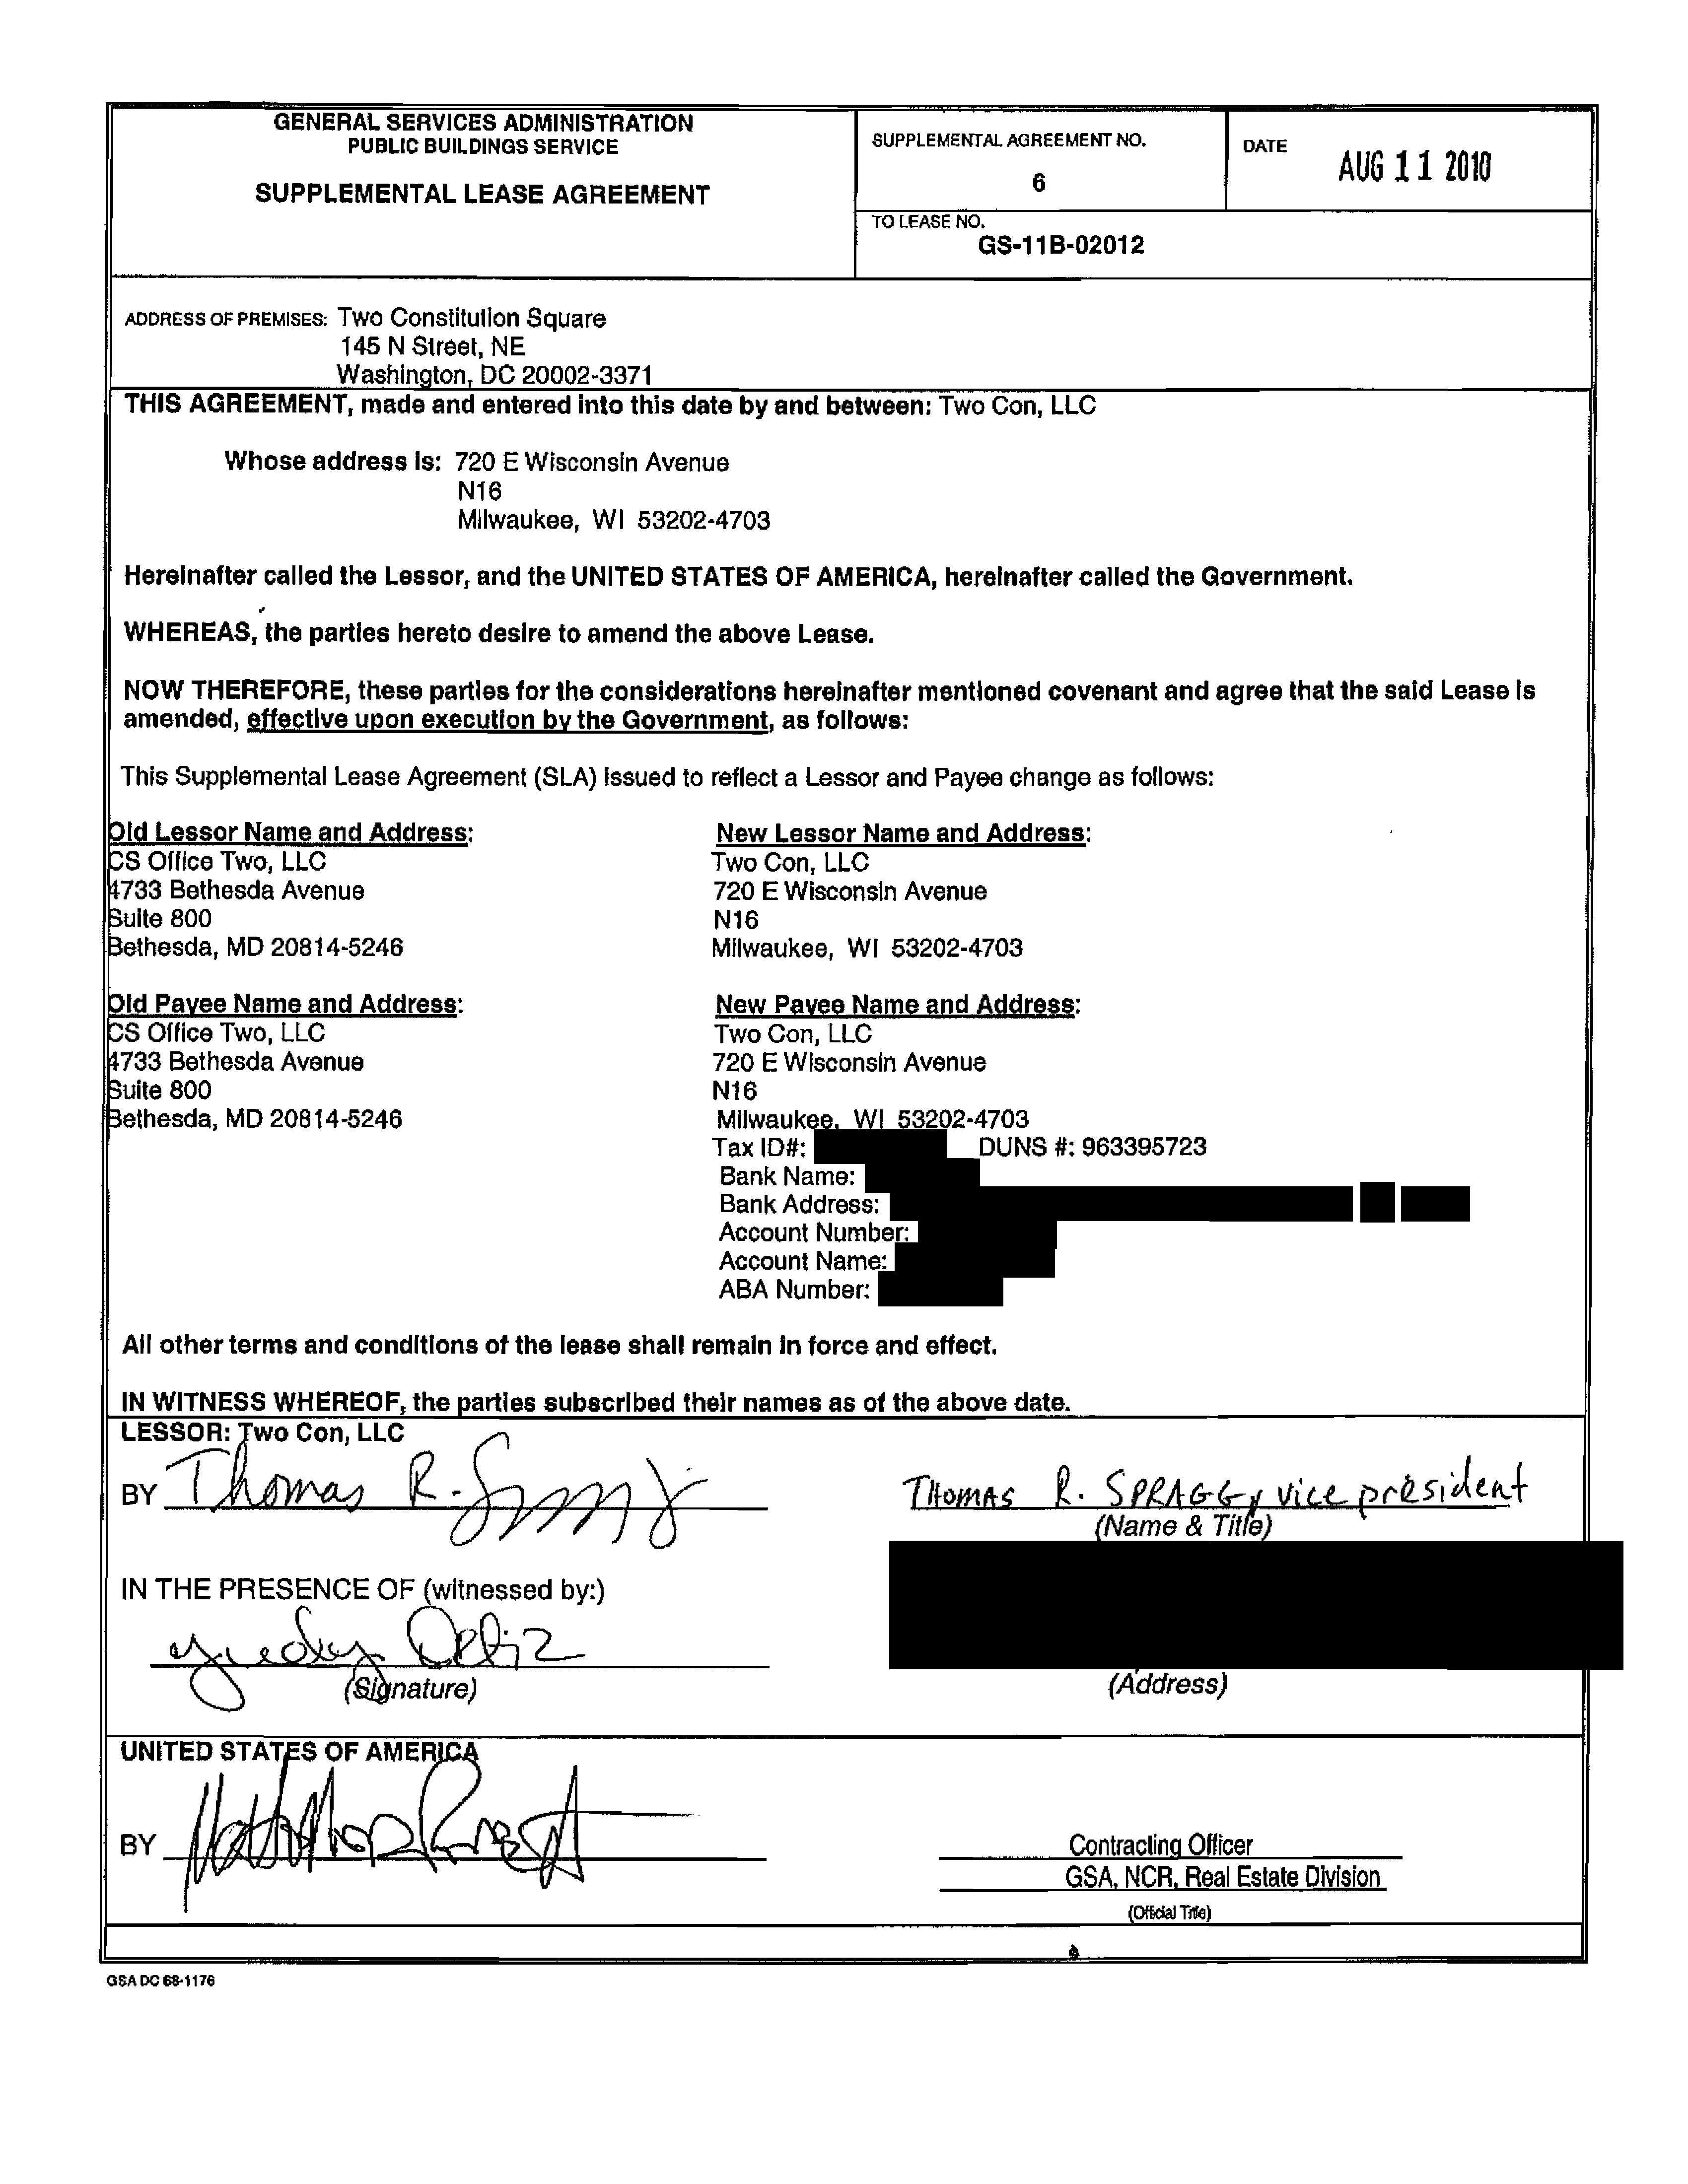 GENERAL SERVICES ADMINISTRATION
PUBLIC BUILDINGS SERVICE
SUPPLEMENTAL LEASE AGREEMENT
SUPPLEMENTAL AGREEMENT NO.
6
DATE
AUG 11 2010
TO LEASE NO.
GS-11B-02012
ADDRESS OF PREMISES: Two Constitution Square
145 N Street, NE
Washington, DC 20002-3371
THIS AGREEMENT, made and entered into this date by and between: Two Con, LLC
Whose address is: 720 E Wisconsin Avenue
N16
Milwaukee, WI 53202-4703
Hereinafter called the Lessor, and the UNITED STATES OF AMERICA, hereinafter called the Government.
WHEREAS, the parties hereto desire to amend the above Lease.
NOW THEREFORE, these parties for the considerations hereinafter mentioned covenant and agree that the said Lease is
amended, effective upon execution by the Government, as follows:
This Supplemental Lease Agreement (SLA) issued to reflect a Lessor and Payee change as follows:
Old Lessor Name and Address:
CS Office Two, LLC
4733 Bethesda Avenue
Suite 800
Bethesda, MD 20814-5246
New Lessor Name and Address:
Two Con, LLC
720 E Wisconsin Avenue
N16
Milwaukee, WI 53202-4703
Old Payee Name and Address:
CS Office Two, LLC
4733 Bethesda Avenue
Suite 800
Bethesda, MD 20814-5246
New Payee Name and Address:
Two Con, LLC
720 E Wisconsin Avenue
N16
Milwaukee, WI 53202-4703
Tax ID#: DUNS #: 963395723
Bank Name:
Bank Address:
Account Number:
Account Name:
ABA Number:
All other terms and conditions of the lease shall remain in force and effect.
IN WITNESS WHEREOF, the parties subscribed their names as of the above date.
LESSOR: Two Con, LLC
BY Thomas R.
THOMAS R. SPRAGG, vice president
(Name & Title)
IN THE PRESENCE OF (witnessed by:)
(Signature)
(Address)
UNITED STATES OF AMERICA
BY
Contracting Officer
GSA, NCR, Real Estate Division
(Official Title)
GSA DC 68-1176